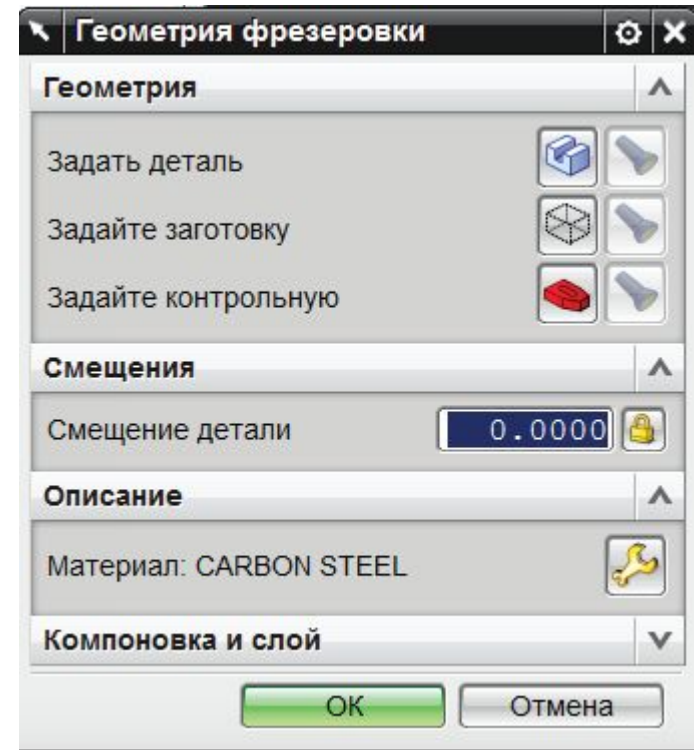 Геометрия фрезеровки
Геометрия
Задать деталь
Задайте заготовку
Задайте контрольную
Смещения
Смещение детали 0.0000
Описание
Материал: CARBON STEEL
Компоновка и слой
ОК Отмена